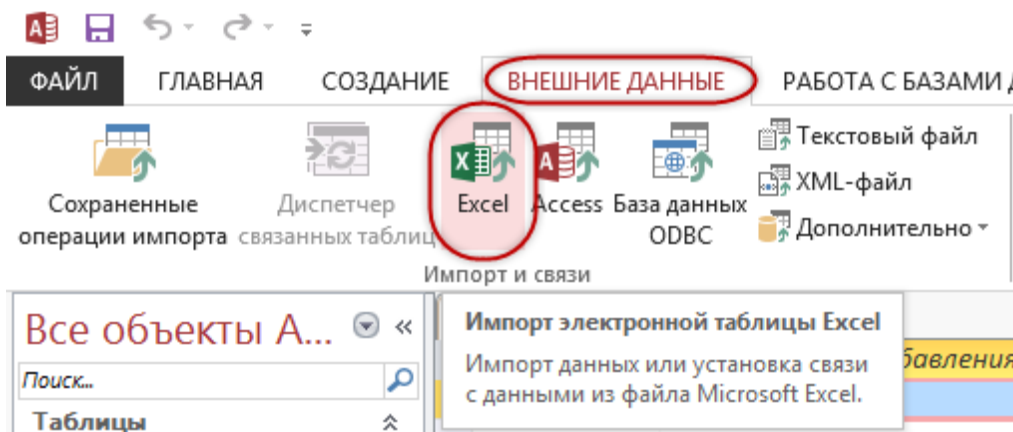 ФАЙЛ ГЛАВНАЯ СОЗДАНИЕ ВНЕШНИЕ ДАННЫЕ РАБОТА С БАЗАМИ
Сохраненные операции импорта
Диспетчер связанных таблиц
Excel
Access
База данных ODBC
Текстовый файл
XML-файл
Дополнительно
Импорт и связи
Все объекты A...
Поиск...
Таблицы
Импорт электронной таблицы Excel
Импорт данных или установка связи
с данными из файла Microsoft Excel.